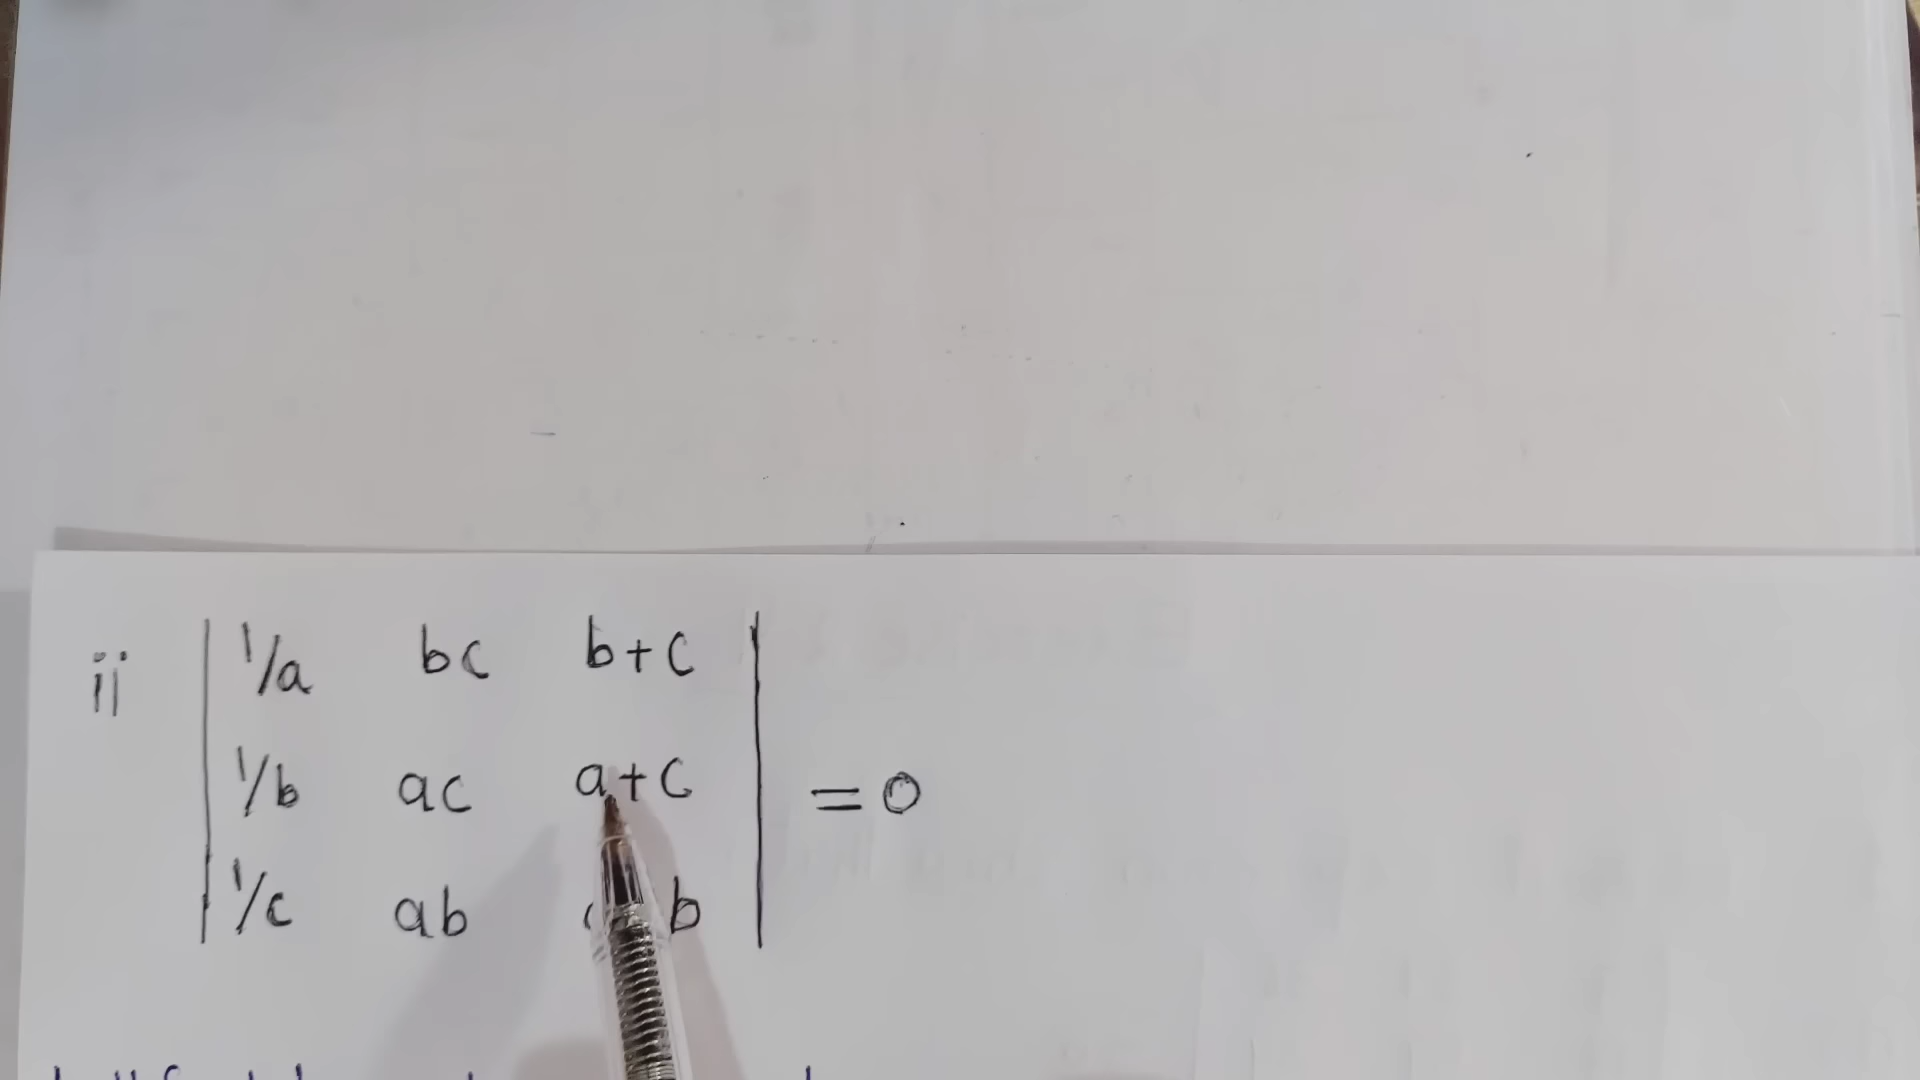 ii | 1/a bc b+c |
| 1/b ac a+c | = 0
| 1/c ab b |